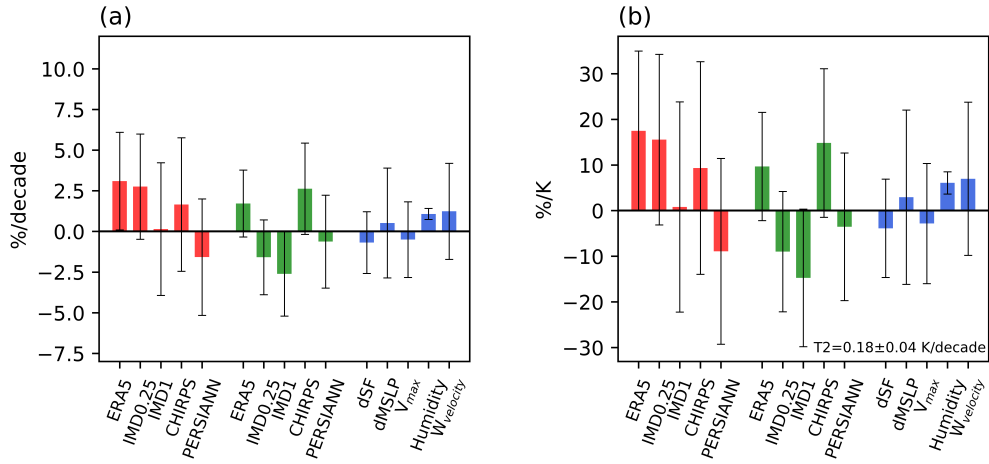 (a)
%/decade
10.0
7.5
5.0
2.5
0.0
−2.5
−5.0
−7.5
ERA5
IMD0.25
IMD1
CHIRPS
PERSIANN
ERA5
IMD0.25
IMD1
CHIRPS
PERSIANN
dSF
dMSLP
Vmax
Humidity
Wvelocity
(b)
%/K
30
20
10
0
−10
−20
−30
T2=0.18±0.04 K/decade
ERA5
IMD0.25
IMD1
CHIRPS
PERSIANN
ERA5
IMD0.25
IMD1
CHIRPS
PERSIANN
dSF
dMSLP
Vmax
Humidity
Wvelocity